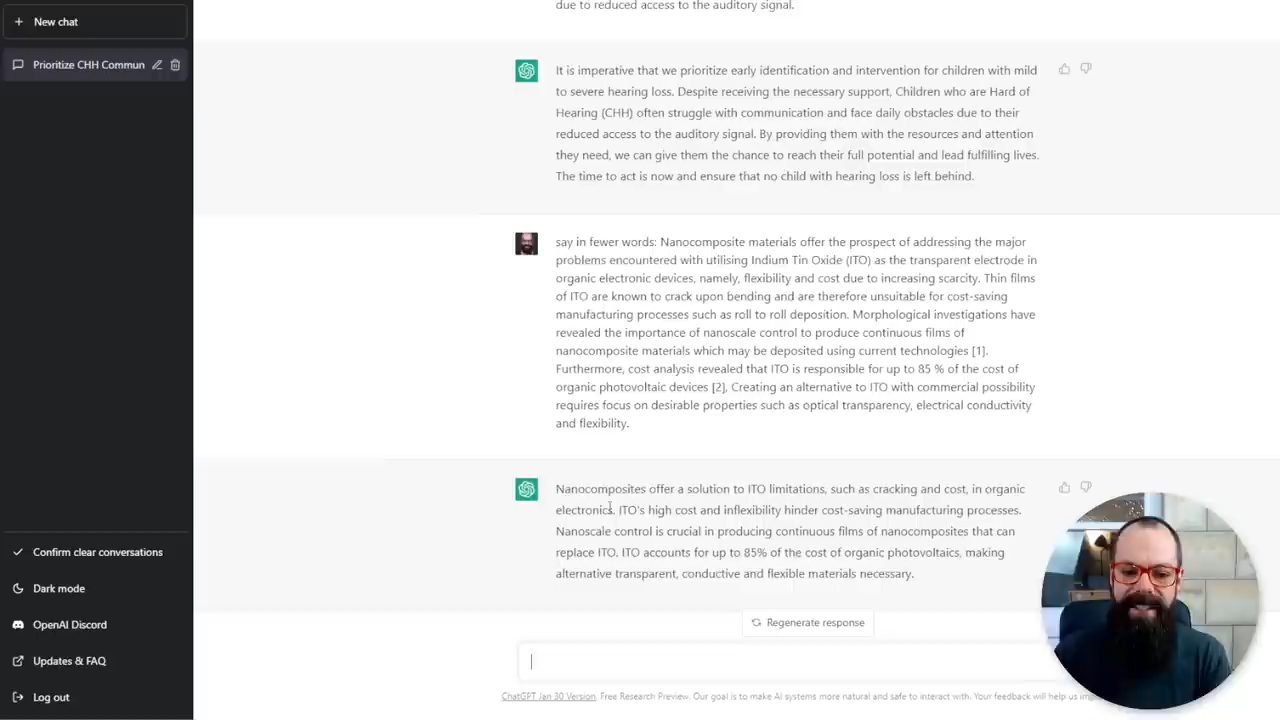 New chat
Prioritize CHH Commun
due to reduced access to the auditory signal.
It is imperative that we prioritize early identification and intervention for children with mild
to severe hearing loss. Despite receiving the necessary support, Children who are Hard of
Hearing (CHH) often struggle with communication and face daily obstacles due to their
reduced access to the auditory signal. By providing them with the resources and attention
they need, we can give them the chance to reach their full potential and lead fulfilling lives.
The time to act is now and ensure that no child with hearing loss is left behind.
say in fewer words: Nanocomposite materials offer the prospect of addressing the major
problems encountered with utilising Indium Tin Oxide (ITO) as the transparent electrode in
organic electronic devices, namely, flexibility and cost due to increasing scarcity. Thin films
of ITO are known to crack upon bending and are therefore unsuitable for cost-saving
manufacturing processes such as roll to roll deposition. Morphological investigations have
revealed the importance of nanoscale control to produce continuous films of
nanocomposite materials which may be deposited using current technologies [1].
Furthermore, cost analysis revealed that ITO is responsible for up to 85 % of the cost of
organic photovoltaic devices [2], Creating an alternative to ITO with commercial possibility
requires focus on desirable properties such as optical transparency, electrical conductivity
and flexibility.
Nanocomposites offer a solution to ITO limitations, such as cracking and cost, in organic
electronics. ITO's high cost and inflexibility hinder cost-saving manufacturing processes.
Nanoscale control is crucial in producing continuous films of nanocomposites that can
replace ITO. ITO accounts for up to 85% of the cost of organic photovoltaics, making
alternative transparent, conductive and flexible materials necessary.
Regenerate response
ChatGPT Jan 30 Version. Free Research Preview. Our goal is to make AI systems more natural and safe to interact with. Your feedback will help us
Confirm clear conversations
Dark mode
OpenAI Discord
Updates & FAQ
Log out